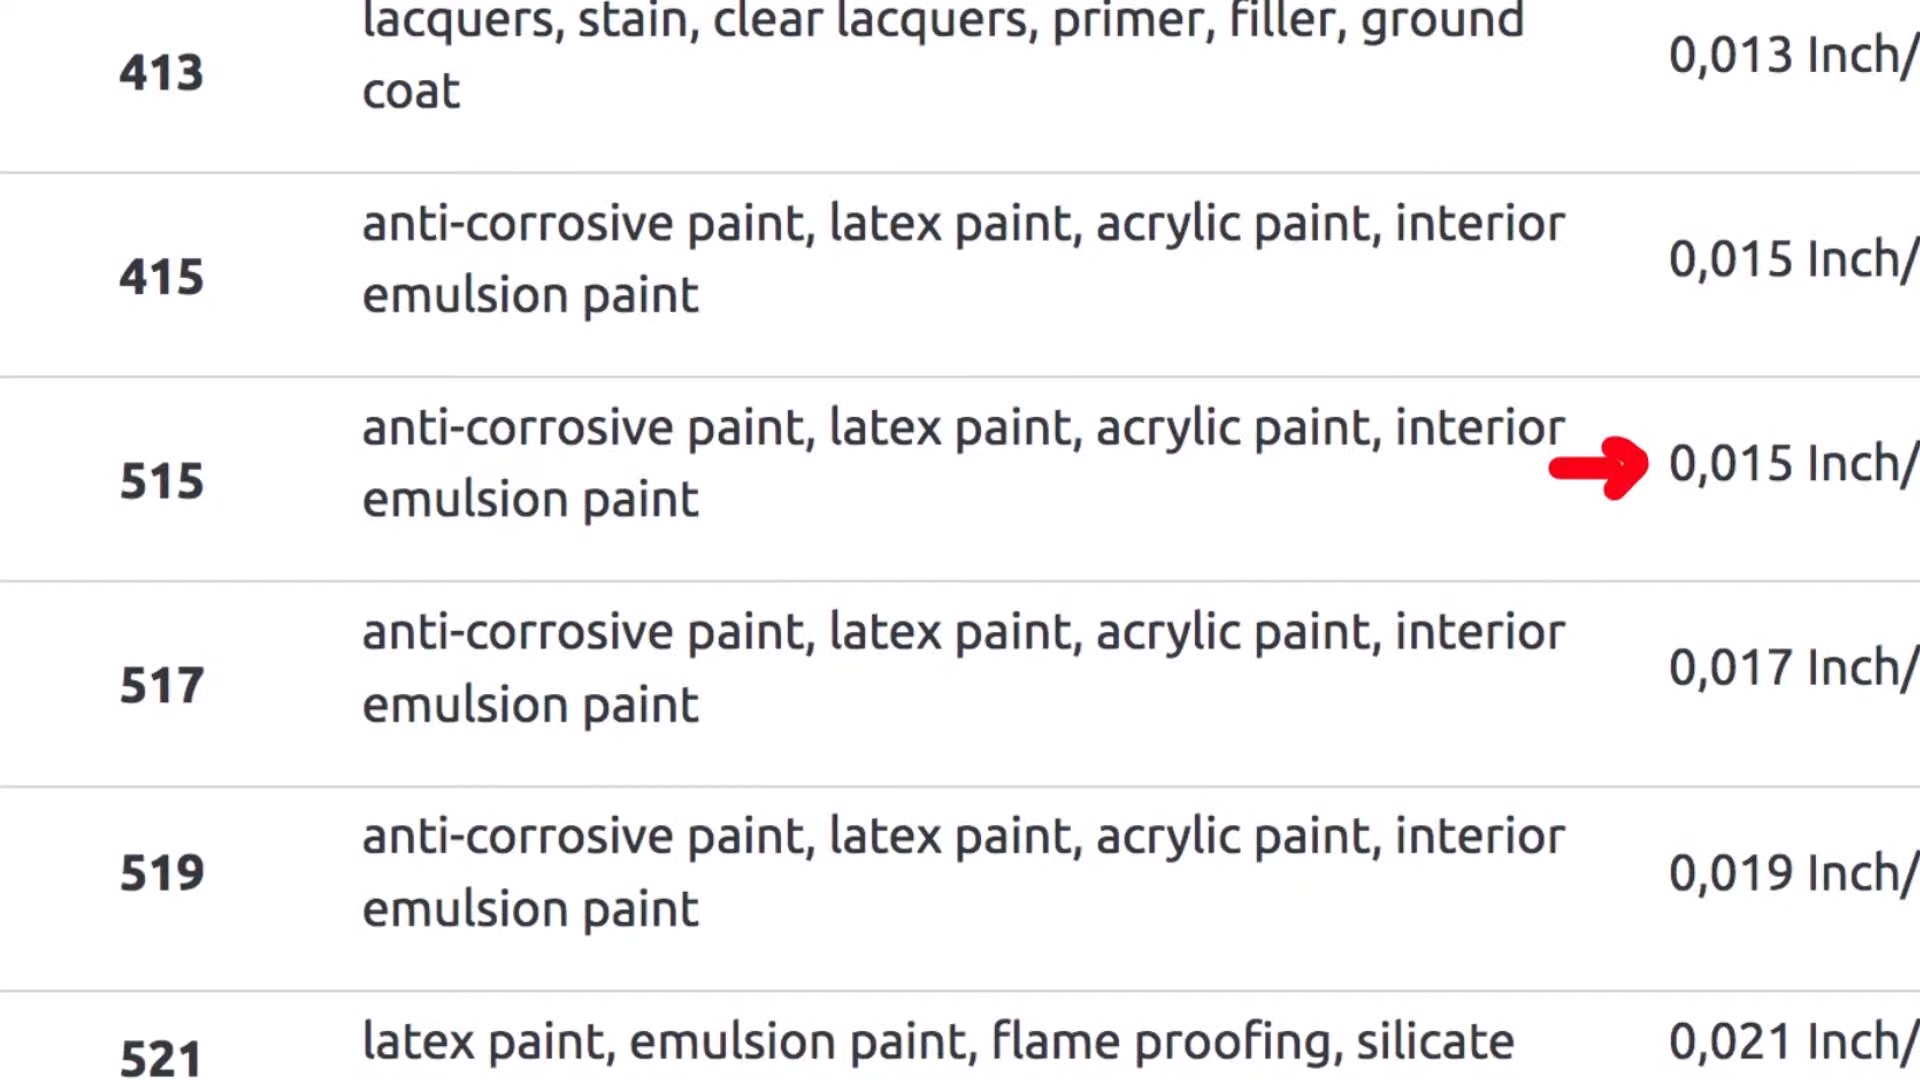 lacquers, stain, clear lacquers, primer, filler, ground
413
coat
0,013 Inch/
anti-corrosive paint, latex paint, acrylic paint, interior
415
emulsion paint
0,015 Inch/
anti-corrosive paint, latex paint, acrylic paint, interior
515
emulsion paint
0,015 Inch/
anti-corrosive paint, latex paint, acrylic paint, interior
517
emulsion paint
0,017 Inch/
anti-corrosive paint, latex paint, acrylic paint, interior
519
emulsion paint
0,019 Inch/
521
latex paint, emulsion paint, flame proofing, silicate
0,021 Inch/